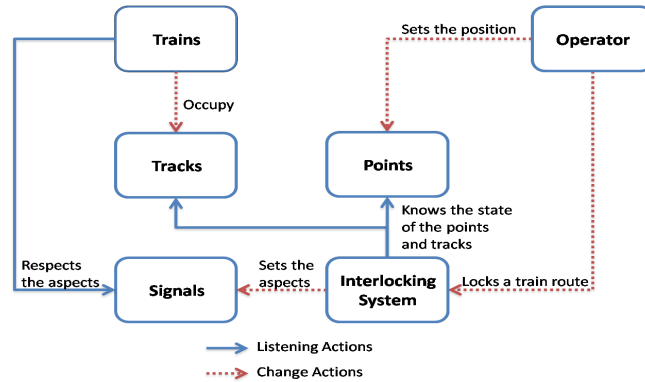 Trains
Sets the position
Operator
Occupy
Tracks
Points
Knows the state
of the points
and tracks
Respects
the aspects
Signals
Sets the
aspects
Interlocking
System
Locks a train route
Listening Actions
Change Actions